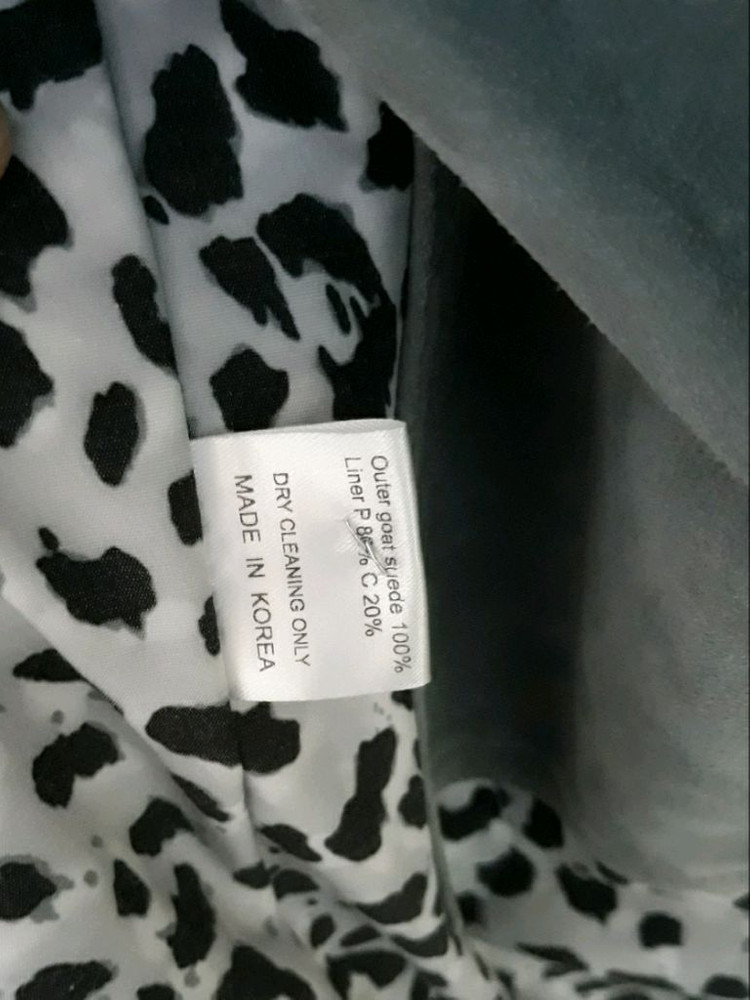 Outer goat suede 100%
Liner P C 20%
DRY CLEANING ONLY
MADE IN KOREA